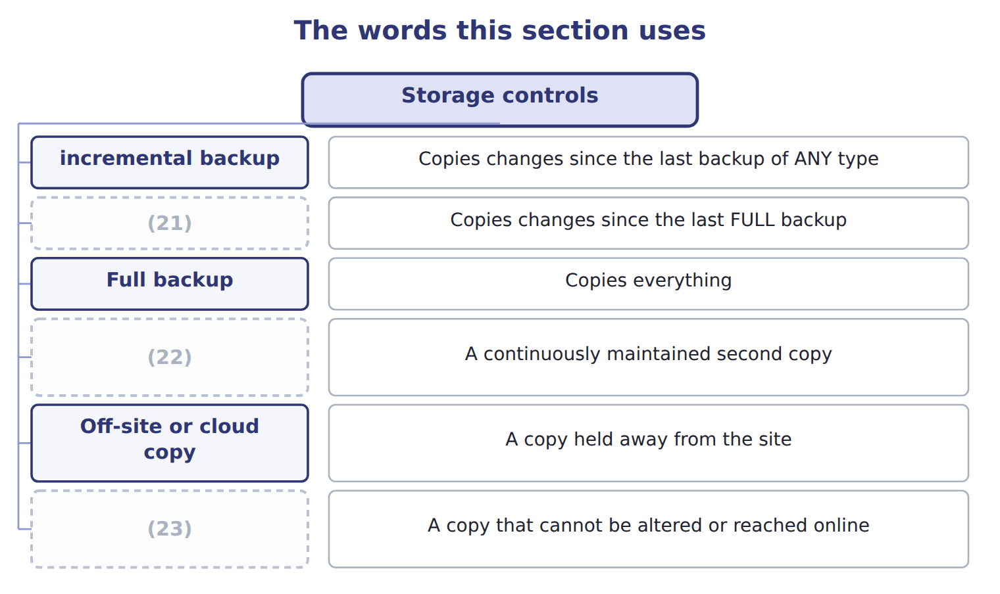 The words this section uses
Storage controls
incremental backup
Copies changes since the last backup of ANY type
(21)
Copies changes since the last FULL backup
Full backup
Copies everything
(22)
A continuously maintained second copy
Off-site or cloud
copy
A copy held away from the site
(23)
A copy that cannot be altered or reached online